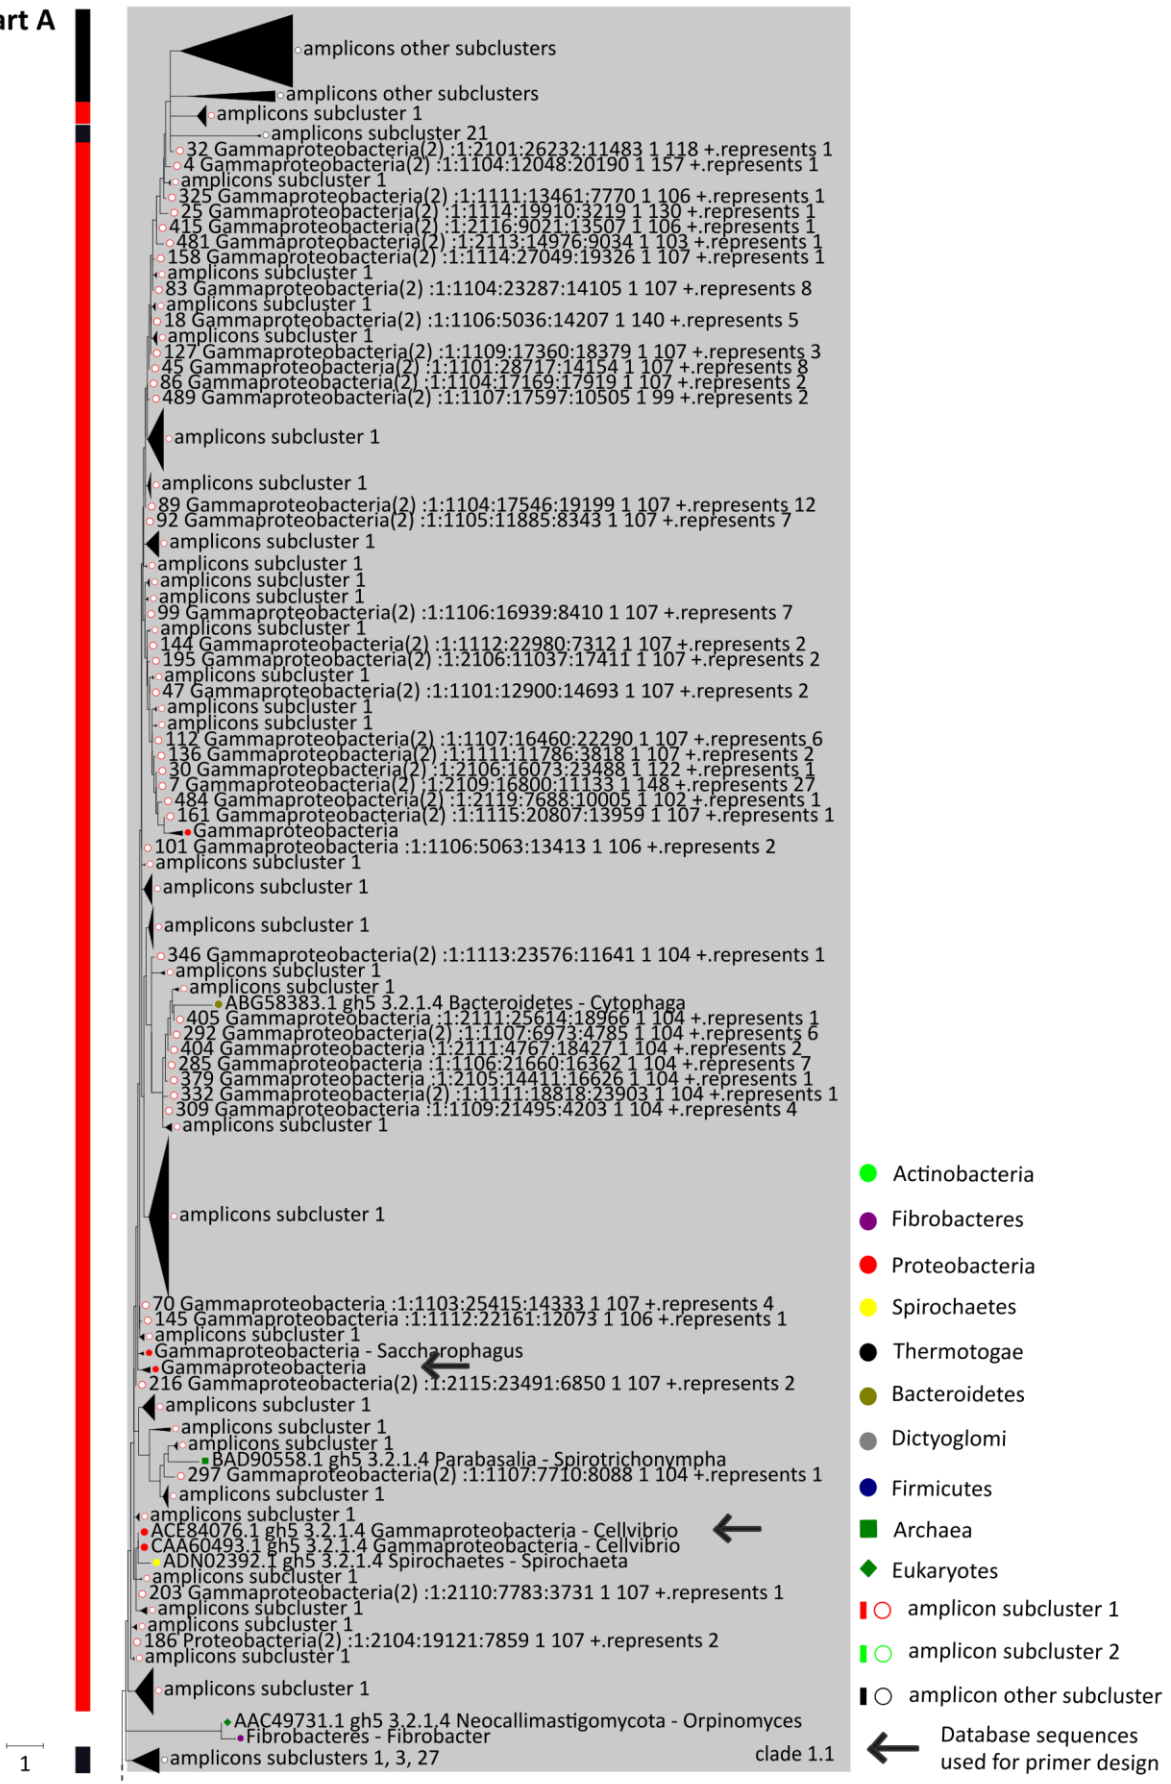 art A
amplicons other subclusters
amplicons other subclusters
amplicons subcluster 1
amplicons subcluster 21
32 Gammaproteobacteria(2) :1:2101:26232:11483 1 118 +.represents 1
4 Gammaproteobacteria(2) :1:1104:12048:20190 1 157 +.represents 1
amplicons subcluster 1
325 Gammaproteobacteria(2) :1:1111:13461:7770 1 106 +.represents 1
25 Gammaproteobacteria(2) :1:1114:19910:3219 1 130 +.represents 1
415 Gammaproteobacteria(2) :1:2116:9021:13507 1 106 +.represents 1
481 Gammaproteobacteria(2) :1:2113:14976:9034 1 103 +.represents 1
158 Gammaproteobacteria(2) :1:1114:27049:19326 1 107 +.represents 1
amplicons subcluster 1
83 Gammaproteobacteria(2) :1:1104:23287:14105 1 107 +.represents 8
amplicons subcluster 1
18 Gammaproteobacteria(2) :1:1106:5036:14207 1 140 +.represents 5
amplicons subcluster 1
127 Gammaproteobacteria(2) :1:1109:17360:18379 1 107 +.represents 3
45 Gammaproteobacteria(2) :1:1101:28717:14154 1 107 +.represents 8
86 Gammaproteobacteria(2) :1:1104:17169:17919 1 107 +.represents 2
489 Gammaproteobacteria(2) :1:1107:17597:10505 1 99 +.represents 2
amplicons subcluster 1
amplicons subcluster 1
89 Gammaproteobacteria(2) :1:1104:17546:19199 1 107 +.represents 12
92 Gammaproteobacteria(2) :1:1105:11885:8343 1 107 +.represents 7
amplicons subcluster 1
amplicons subcluster 1
amplicons subcluster 1
amplicons subcluster 1
99 Gammaproteobacteria(2) :1:1106:16939:8410 1 107 +.represents 7
amplicons subcluster 1
144 Gammaproteobacteria(2) :1:1112:22980:7312 1 107 +.represents 2
195 Gammaproteobacteria(2) :1:2106:11037:17411 1 107 +.represents 2
amplicons subcluster 1
47 Gammaproteobacteria(2) :1:1101:12900:14693 1 107 +.represents 2
amplicons subcluster 1
amplicons subcluster 1
112 Gammaproteobacteria(2) :1:1107:16460:22290 1 107 +.represents 6
136 Gammaproteobacteria(2) :1:1111:11786:3818 1 107 +.represents 2
30 Gammaproteobacteria(2) :1:2106:16073:23488 1 122 +.represents 1
7 Gammaproteobacteria(2) :1:2109:16800:11133 1 148 +.represents 27
484 Gammaproteobacteria(2) :1:2119:7688:10005 1 102 +.represents 1
161 Gammaproteobacteria(2) :1:1115:20807:13959 1 107 +.represents 1
Gammaproteobacteria
101 Gammaproteobacteria :1:1106:5063:13413 1 106 +.represents 2
amplicons subcluster 1
amplicons subcluster 1
amplicons subcluster 1
346 Gammaproteobacteria(2) :1:1113:23576:11641 1 104 +.represents 1
amplicons subcluster 1
amplicons subcluster 1
ABG58383.1 gh5 3.2.1.4 Bacteroidetes - Cytophaga
405 Gammaproteobacteria :1:2111:25614:18966 1 104 +.represents 1
292 Gammaproteobacteria(2) :1:1107:6973:4785 1 104 +.represents 6
404 Gammaproteobacteria :1:2111:4767:18427 1 104 +.represents 2
285 Gammaproteobacteria :1:1106:21660:16362 1 104 +.represents 7
379 Gammaproteobacteria :1:2105:14411:16626 1 104 +.represents 1
332 Gammaproteobacteria(2) :1:1111:18818:23903 1 104 +.represents 1
309 Gammaproteobacteria :1:1109:21495:4203 1 104 +.represents 4
amplicons subcluster 1
amplicons subcluster 1
70 Gammaproteobacteria :1:1103:25415:14333 1 107 +.represents 4
145 Gammaproteobacteria :1:1112:22161:12073 1 106 +.represents 1
amplicons subcluster 1
Gammaproteobacteria - Saccharophagus
Gammaproteobacteria
216 Gammaproteobacteria(2) :1:2115:23491:6850 1 107 +.represents 2
amplicons subcluster 1
amplicons subcluster 1
amplicons subcluster 1
BAD90558.1 gh5 3.2.1.4 Parabasalia - Spirotrichonympha
297 Gammaproteobacteria(2) :1:1107:7710:8088 1 104 +.represents 1
amplicons subcluster 1
amplicons subcluster 1
ACE84076.1 gh5 3.2.1.4 Gammaproteobacteria - Cellvibrio
CAA60493.1 gh5 3.2.1.4 Gammaproteobacteria - Cellvibrio
ADN02392.1 gh5 3.2.1.4 Spirochaetes - Spirochaeta
amplicons subcluster 1
203 Gammaproteobacteria(2) :1:2110:7783:3731 1 107 +.represents 1
amplicons subcluster 1
amplicons subcluster 1
186 Proteobacteria(2) :1:2104:19121:7859 1 107 +.represents 2
amplicons subcluster 1
amplicons subcluster 1
AAC49731.1 gh5 3.2.1.4 Neocallimastigomycota - Orpinomyces
Fibrobacteres - Fibrobacter
amplicons subclusters 1, 3, 27
clade 1.1
1
Actinobacteria
Fibrobacteres
Proteobacteria
Spirochaetes
Thermotogae
Bacteroidetes
Dictyoglomi
Firmicutes
Archaea
Eukaryotes
amplicon subcluster 1
amplicon subcluster 2
amplicon other subcluster
Database sequences
used for primer design